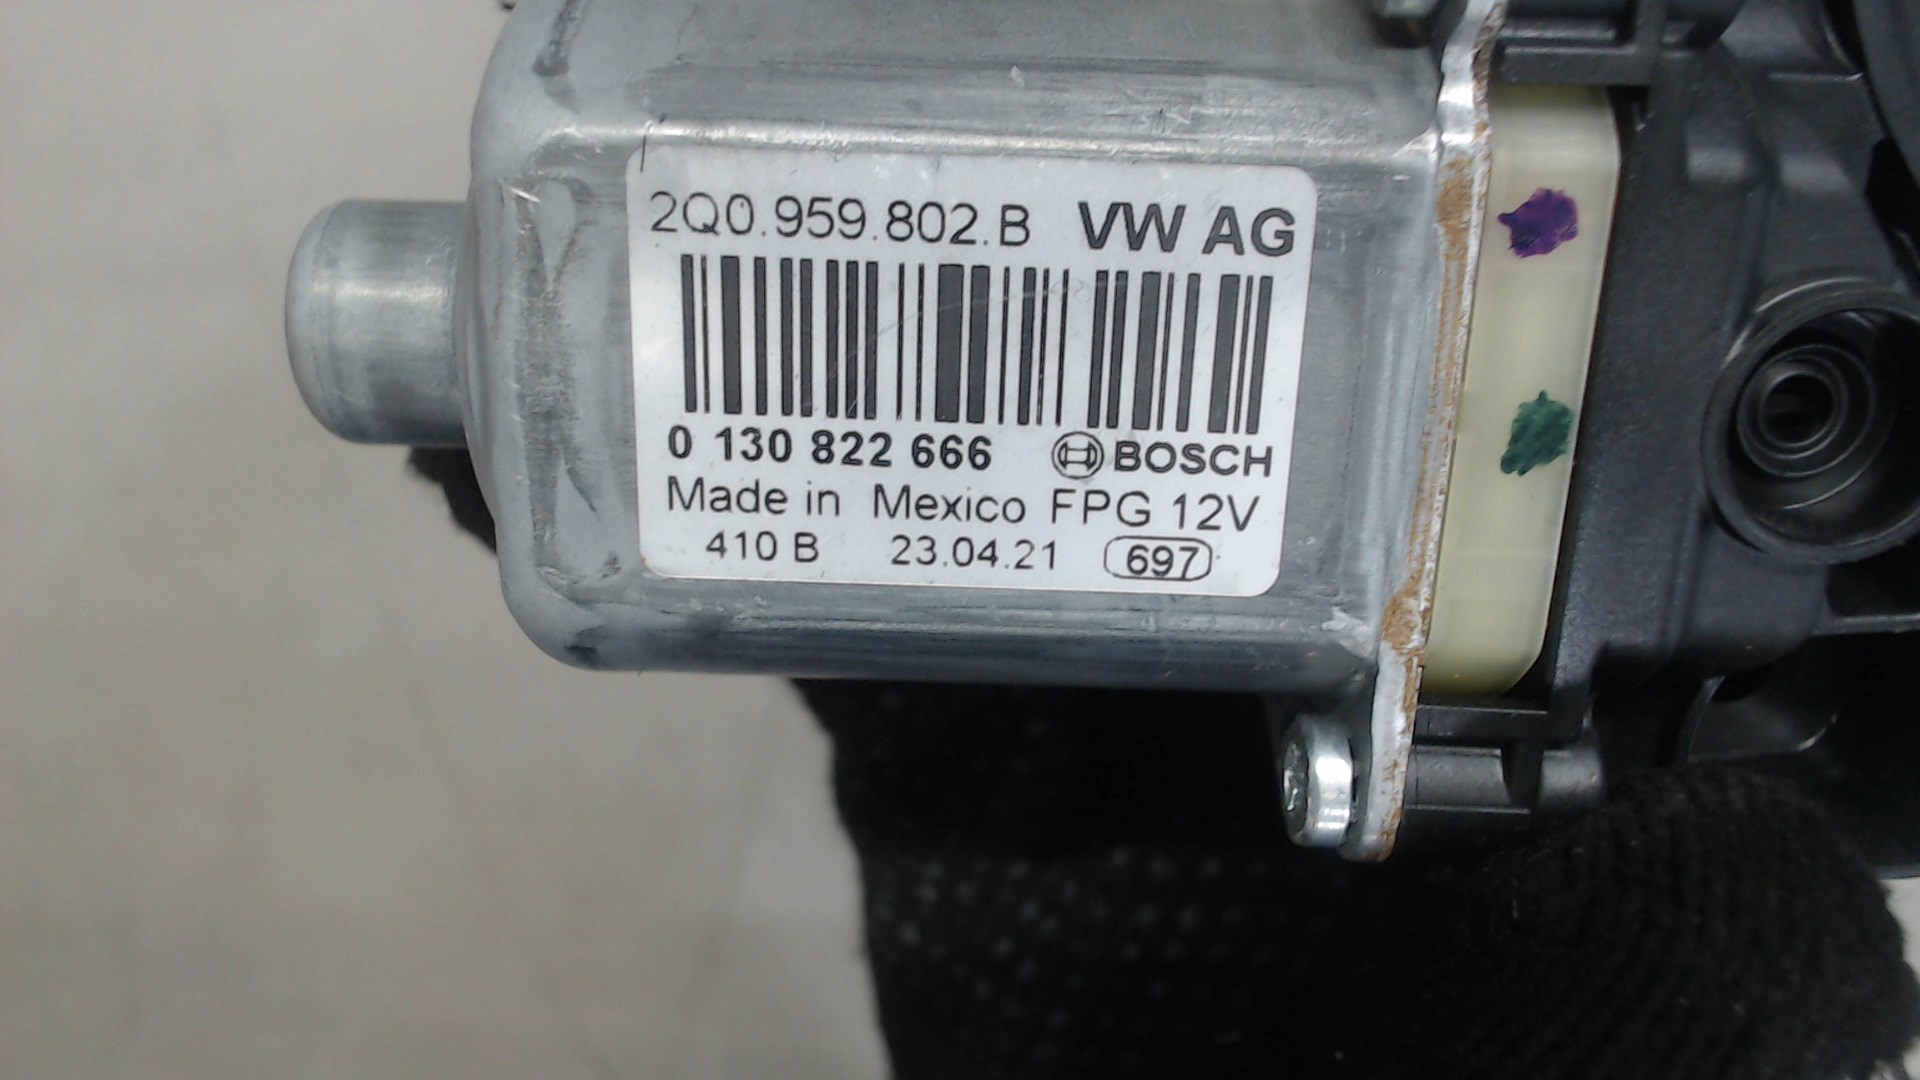 2Q0.959.802.B VW AG
0 130 822 666 BOSCH
Made in Mexico FPG 12V
410 B 23.04.21 697